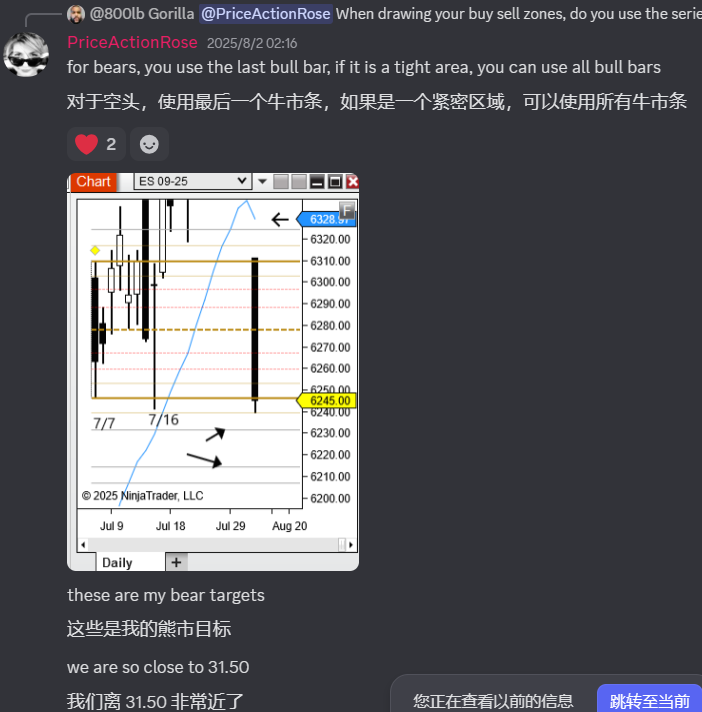 @800lb Gorilla @PriceActionRose When drawing your buy sell zones, do you use the serie
PriceActionRose 2025/8/2 02:16
for bears, you use the last bull bar, if it is a tight area, you can use all bull bars
对于空头，使用最后一个牛市条，如果是一个紧密区域，可以使用所有牛市条
2
Chart ES 09-25
F
6328.97
6320.00
6310.00
6300.00
6290.00
6280.00
6270.00
6260.00
6250.00
6245.00
6240.00
7/7 7/16
6230.00
6220.00
6210.00
© 2025 NinjaTrader, LLC 6200.00
Jul 9 Jul 18 Jul 29 Aug 20
Daily +
these are my bear targets
这些是我的熊市目标
we are so close to 31.50
我们离 31.50 非常近了
您正在查看以前的信息 跳转至当前